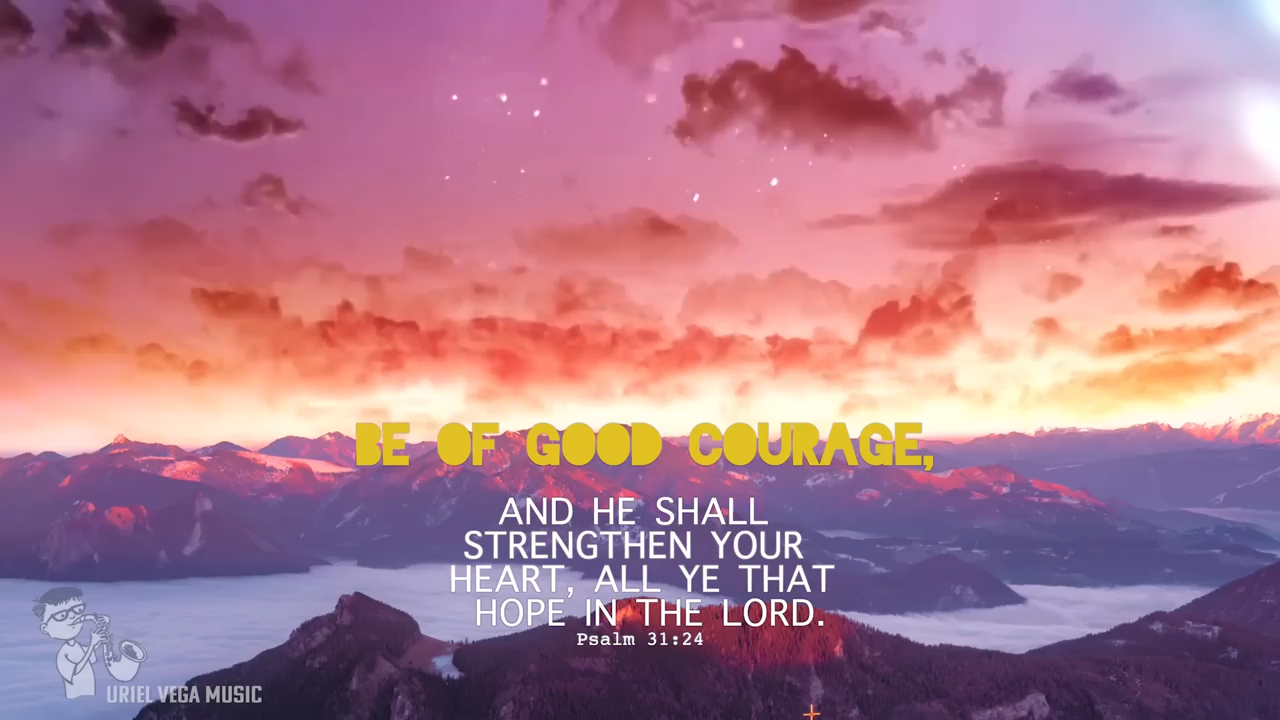 BE OF GOOD COURAGE,
AND HE SHALL
STRENGTHEN YOUR
HEART, ALL YE THAT
HOPE IN THE LORD.
Psalm 31:24
URIEL VEGA MUSIC